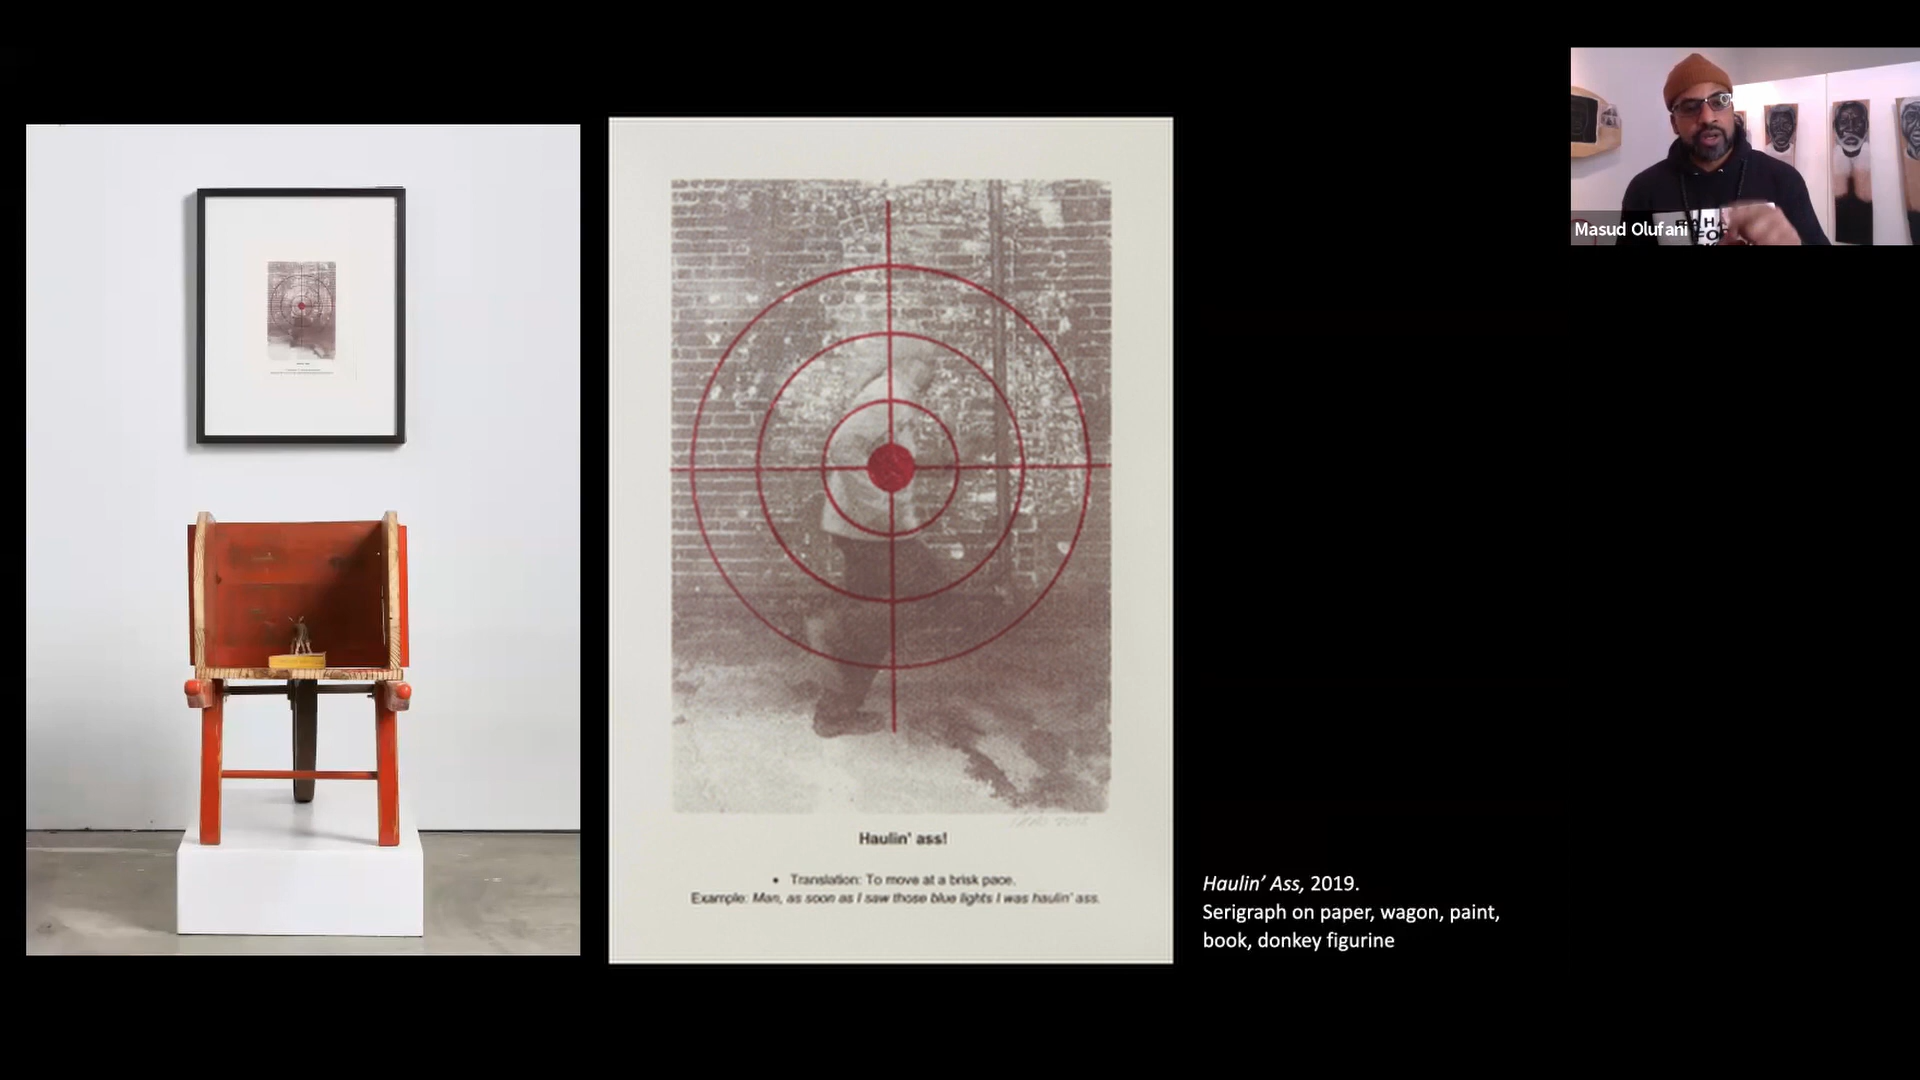 Masud Olufani
Haulin' ass!
• Translation: To move at a brisk pace.
Example: Man, as soon as I saw those blue lights I was haulin' ass.
Haulin’ Ass, 2019.
Serigraph on paper, wagon, paint,
book, donkey figurine